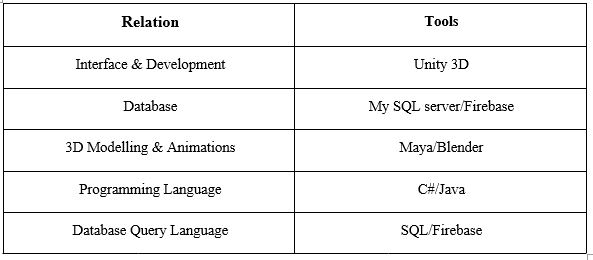 Relation Tools
Interface & Development Unity 3D
Database My SQL server/Firebase
3D Modelling & Animations Maya/Blender
Programming Language C#/Java
Database Query Language SQL/Firebase